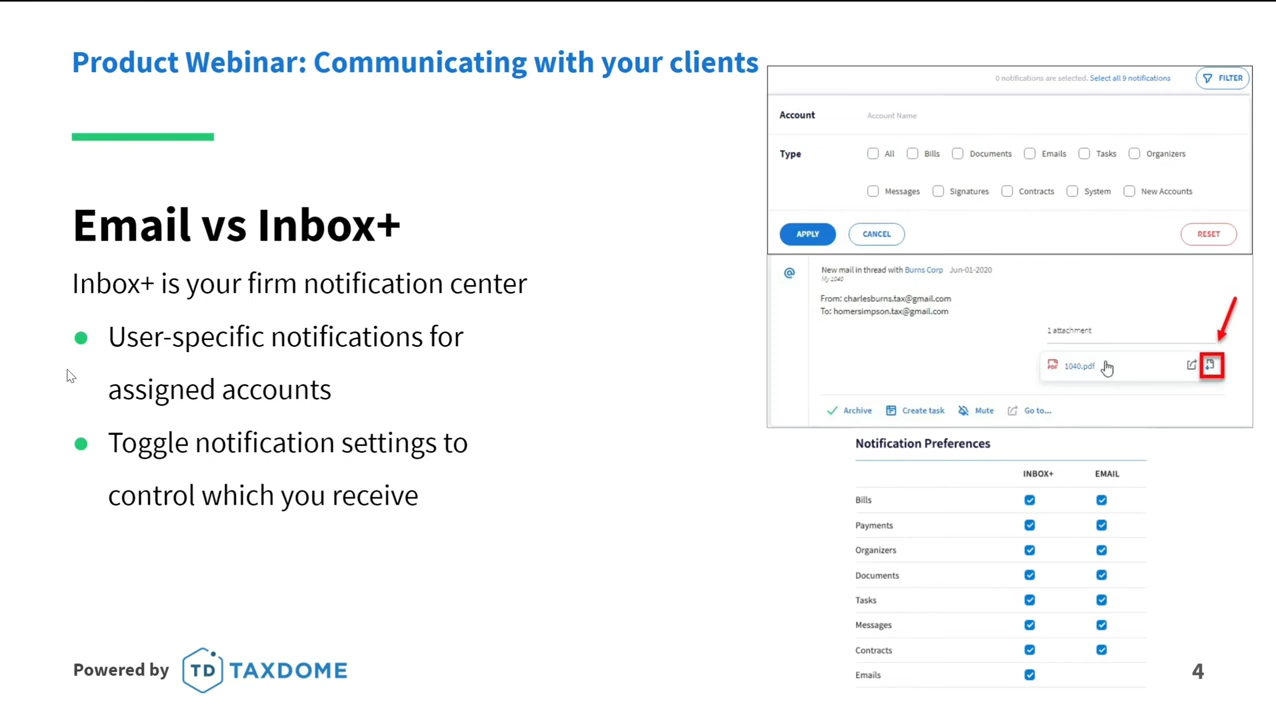 Product Webinar: Communicating with your clients
Email vs Inbox+
Inbox+ is your firm notification center
● User-specific notifications for
assigned accounts
● Toggle notification settings to
control which you receive
0 notifications are selected. Select all 9 notifications FILTER
Account Account Name
Type All Bills Documents Emails Tasks Organizers
Messages Signatures Contracts System New Accounts
APPLY CANCEL RESET
@ New mail in thread with Burns Corp Jun-01-2020
My 1040
From: charlesburns.tax@gmail.com
To: homersimpson.tax@gmail.com
1 attachment
PDF 1040.pdf
Archive Create task Mute Go to...
Notification Preferences
INBOX+ EMAIL
Bills
Payments
Organizers
Documents
Tasks
Messages
Contracts
Emails
Powered by TD TAXDOME
4